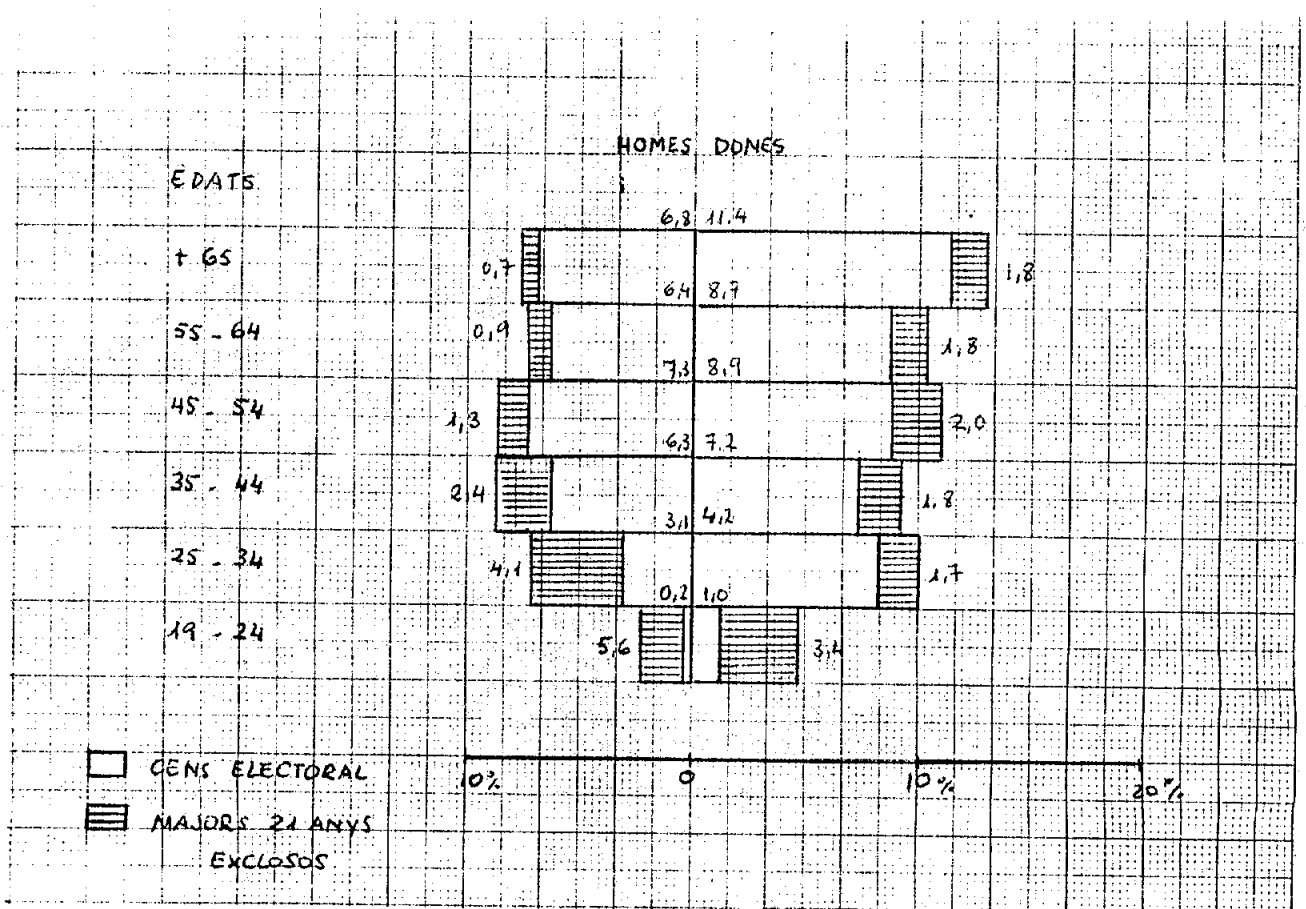 HOMES DONES
EDATS
6,8 11,4
+ 65
0,7
1,8
6,4 8,7
55 - 64
0,9
1,8
7,3 8,9
45 - 54
1,3
2,0
6,3 7,2
35 - 44
2,4
1,8
3,1 4,2
25 - 34
4,1
1,7
0,2 1,0
19 - 24
5,6
3,4
10% 0 10% 20%
CENS ELECTORAL
MAJORS 21 ANYS
EXCLOSOS